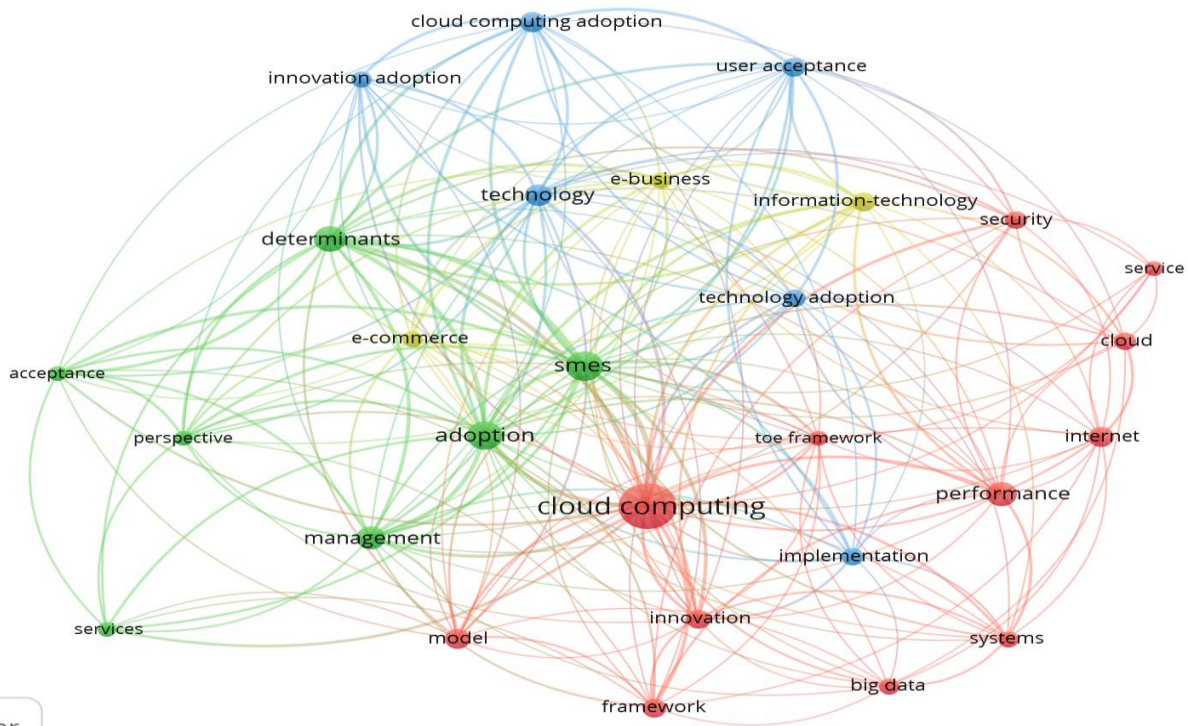 cloud computing adoption
user acceptance
innovation adoption
e-business
technology
information-technology
security
determinants
service
technology adoption
e-commerce
cloud
smes
acceptance
perspective
adoption
toe framework
internet
performance
cloud computing
management
implementation
innovation
services
model
systems
big data
framework